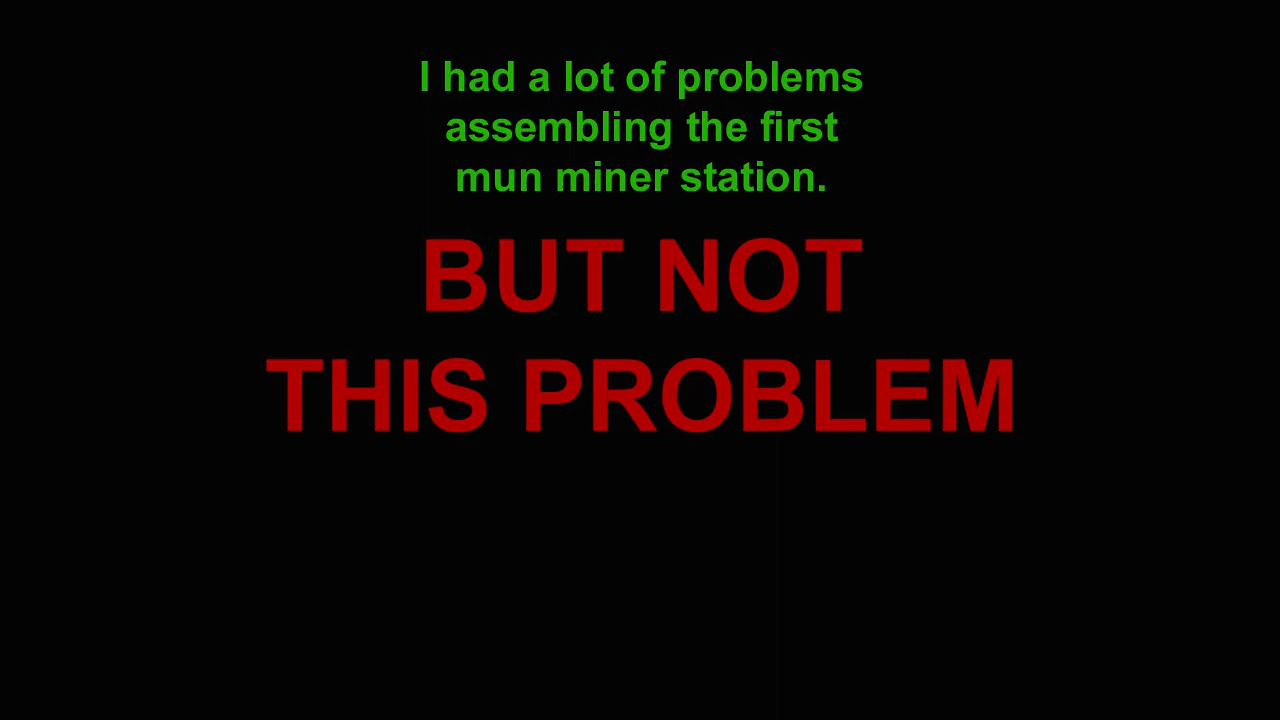 I had a lot of problems
assembling the first
mun miner station.
BUT NOT
THIS PROBLEM